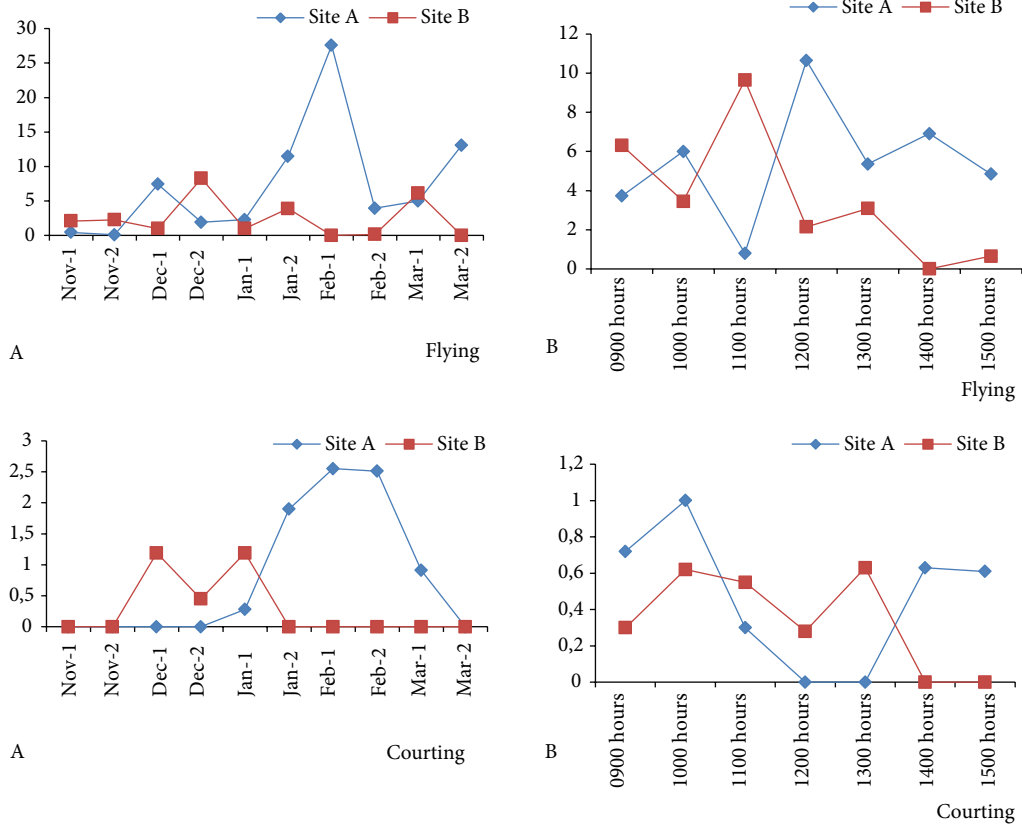 Site A Site B
30
25
20
15
10
5
0
Nov-1 Nov-2 Dec-1 Dec-2 Jan-1 Jan-2 Feb-1 Feb-2 Mar-1 Mar-2
A Flying
Site A Site B
12
10
8
6
4
2
0
0900 hours 1000 hours 1100 hours 1200 hours 1300 hours 1400 hours 1500 hours
B Flying
Site A Site B
3
2,5
2
1,5
1
0,5
0
Nov-1 Nov-2 Dec-1 Dec-2 Jan-1 Jan-2 Feb-1 Feb-2 Mar-1 Mar-2
A Courting
Site A Site B
1,2
1
0,8
0,6
0,4
0,2
0
0900 hours 1000 hours 1100 hours 1200 hours 1300 hours 1400 hours 1500 hours
B Courting